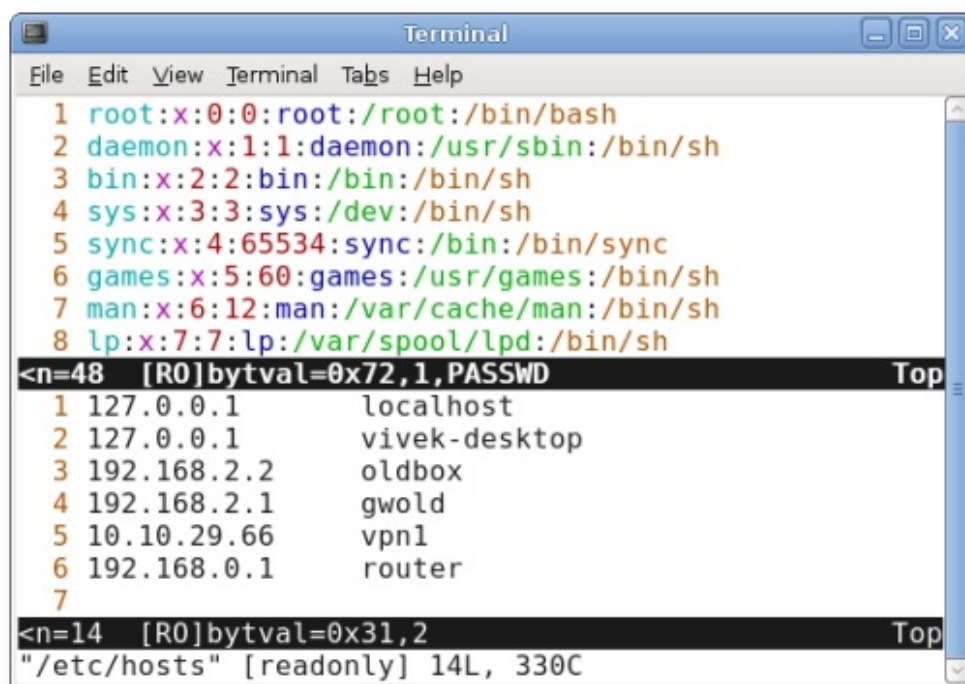 Terminal
File Edit View Terminal Tabs Help
1 root:x:0:0:root:/root:/bin/bash
2 daemon:x:1:1:daemon:/usr/sbin:/bin/sh
3 bin:x:2:2:bin:/bin:/bin/sh
4 sys:x:3:3:sys:/dev:/bin/sh
5 sync:x:4:65534:sync:/bin:/bin/sync
6 games:x:5:60:games:/usr/games:/bin/sh
7 man:x:6:12:man:/var/cache/man:/bin/sh
8 lp:x:7:7:lp:/var/spool/lpd:/bin/sh
<n=48 [RO]bytval=0x72,1,PASSWD Top
1 127.0.0.1 localhost
2 127.0.0.1 vivek-desktop
3 192.168.2.2 oldbox
4 192.168.2.1 gwold
5 10.10.29.66 vpn1
6 192.168.0.1 router
7
<n=14 [RO]bytval=0x31,2 Top
"/etc/hosts" [readonly] 14L, 330C